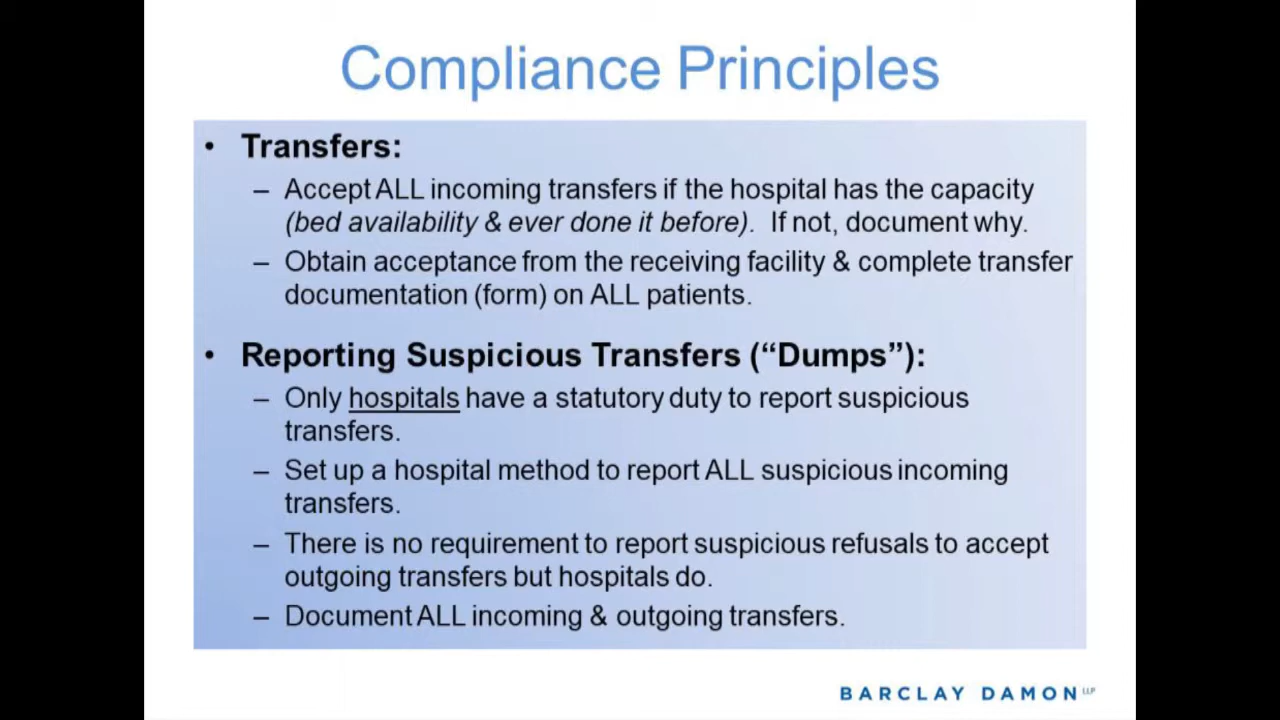 Compliance Principles
• Transfers:
– Accept ALL incoming transfers if the hospital has the capacity
(bed availability & ever done it before). If not, document why.
– Obtain acceptance from the receiving facility & complete transfer
documentation (form) on ALL patients.
• Reporting Suspicious Transfers (“Dumps”):
– Only hospitals have a statutory duty to report suspicious
transfers.
– Set up a hospital method to report ALL suspicious incoming
transfers.
– There is no requirement to report suspicious refusals to accept
outgoing transfers but hospitals do.
– Document ALL incoming & outgoing transfers.
BARCLAY DAMON LLP